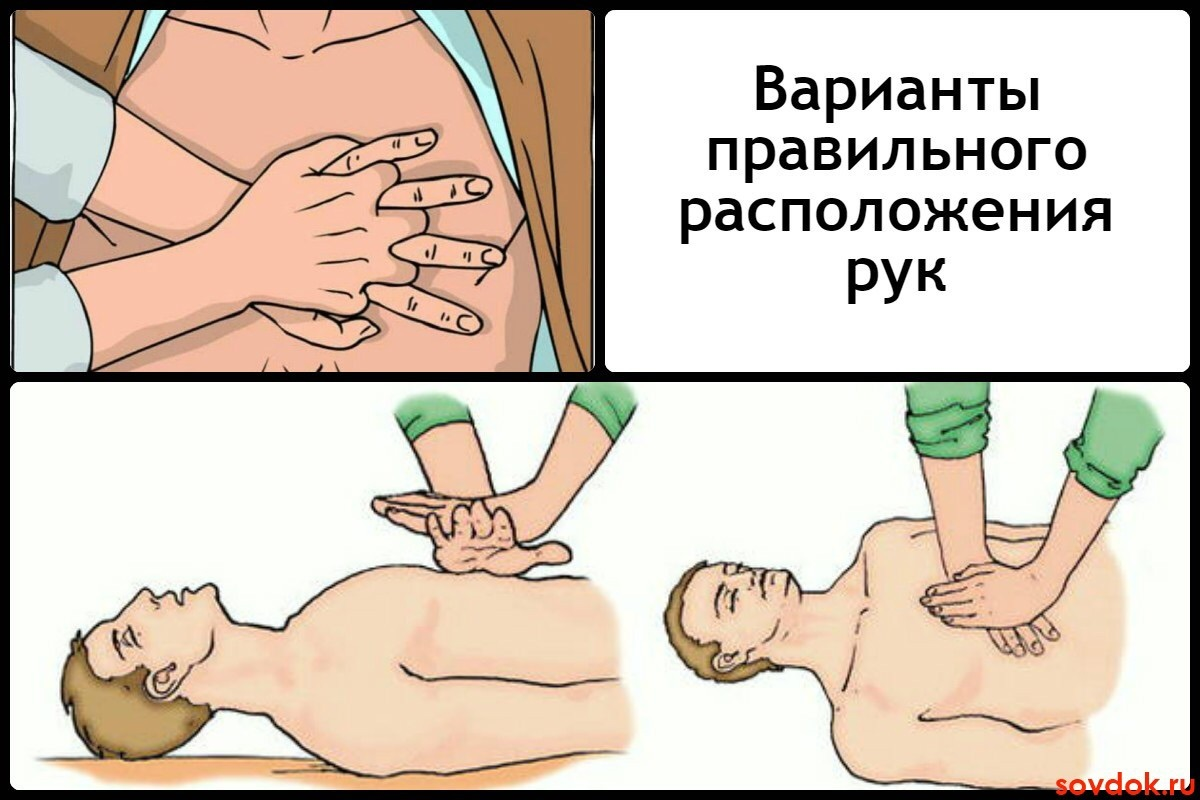 Варианты
правильного
расположения
рук
sovdok.ru